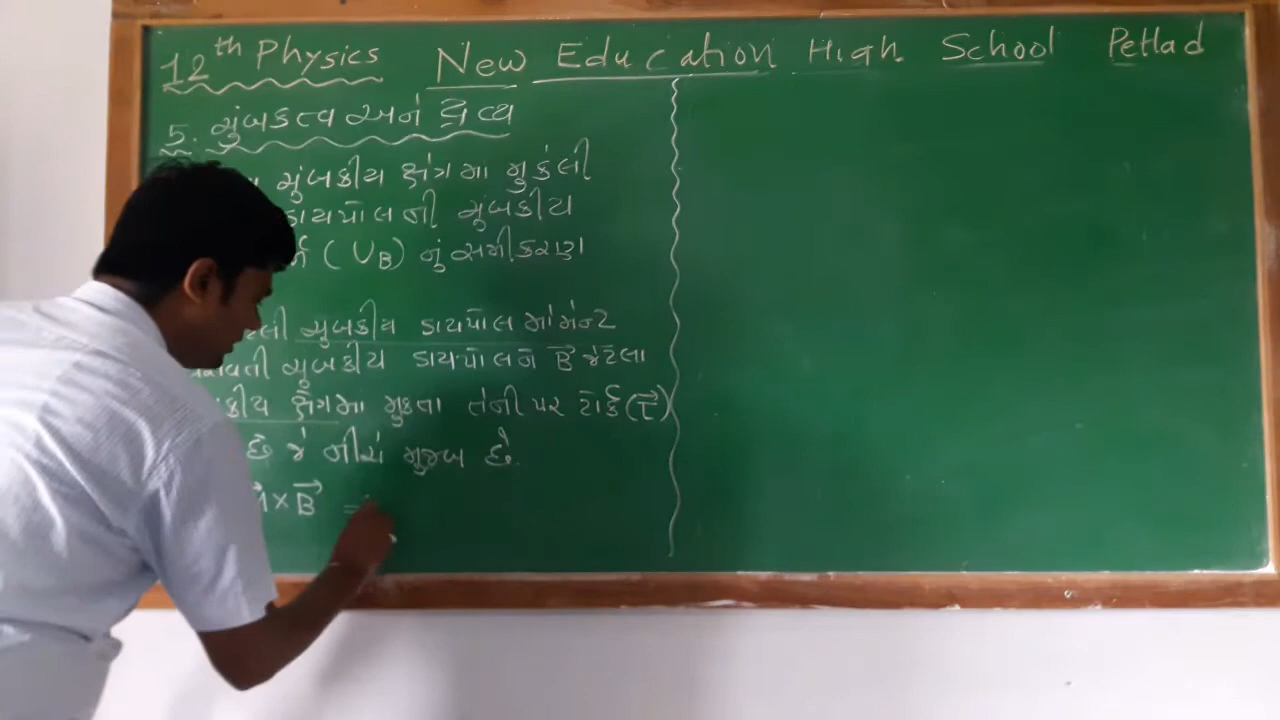 12th Physics New Education High School Petlad
5. ચુંબકત્વ અને દ્રવ્ય
ચુંબકીય ક્ષેત્રમા મુકેલી
ડાયપોલની ચુંબકીય
(U_B) નું સમીકરણ
ચુબકીય ડાયપોલ મોમેન્ટ
ચુબકીય ડાયપોલને B⃗ જેટલા
ક્ષેત્રમા મુકતા તેની પર ટોર્ક (τ⃗)
છે જે નીચે મુજબ છે.
× B⃗ =